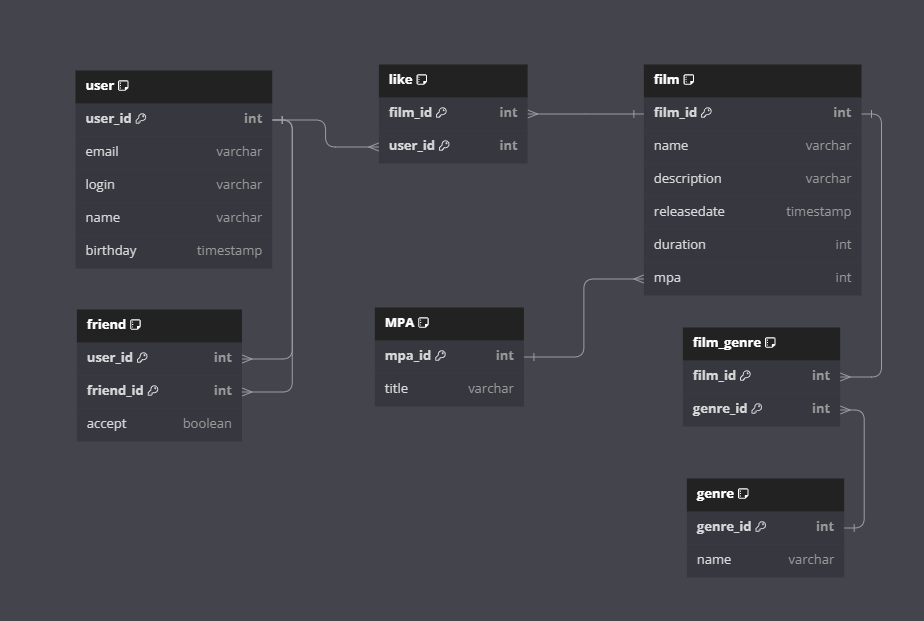 user
user_id int
email varchar
login varchar
name varchar
birthday timestamp
like
film_id int
user_id int
film
film_id int
name varchar
description varchar
releasedate timestamp
duration int
mpa int
friend
user_id int
friend_id int
accept boolean
MPA
mpa_id int
title varchar
film_genre
film_id int
genre_id int
genre
genre_id int
name varchar